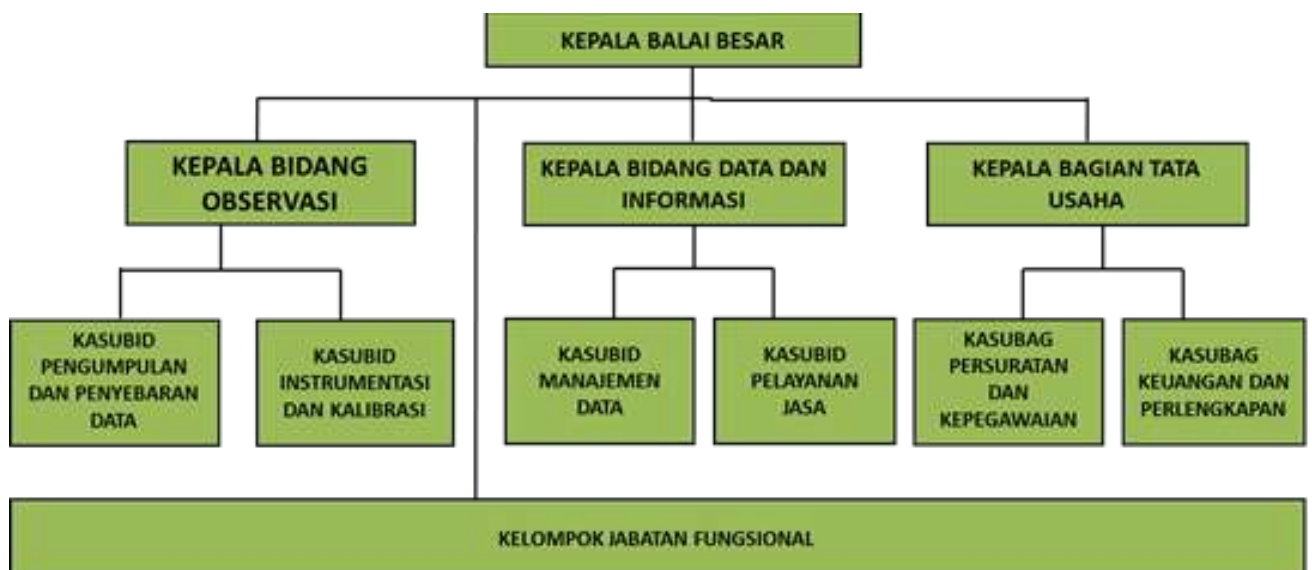 KEPALA BALAI BESAR
KEPALA BIDANG
OBSERVASI
KEPALA BIDANG DATA DAN
INFORMASI
KEPALA BAGIAN TATA
USAHA
KASUBID
PENGUMPULAN
DAN PENYEBARAN
DATA
KASUBID
INSTRUMENTASI
DAN KALIBRASI
KASUBID
MANAJEMEN
DATA
KASUBID
PELAYANAN
JASA
KASUBAG
PERSURATAN
DAN
KEPEGAWAIAN
KASUBAG
KEUANGAN DAN
PERLENGKAPAN
KELOMPOK JABATAN FUNGSIONAL